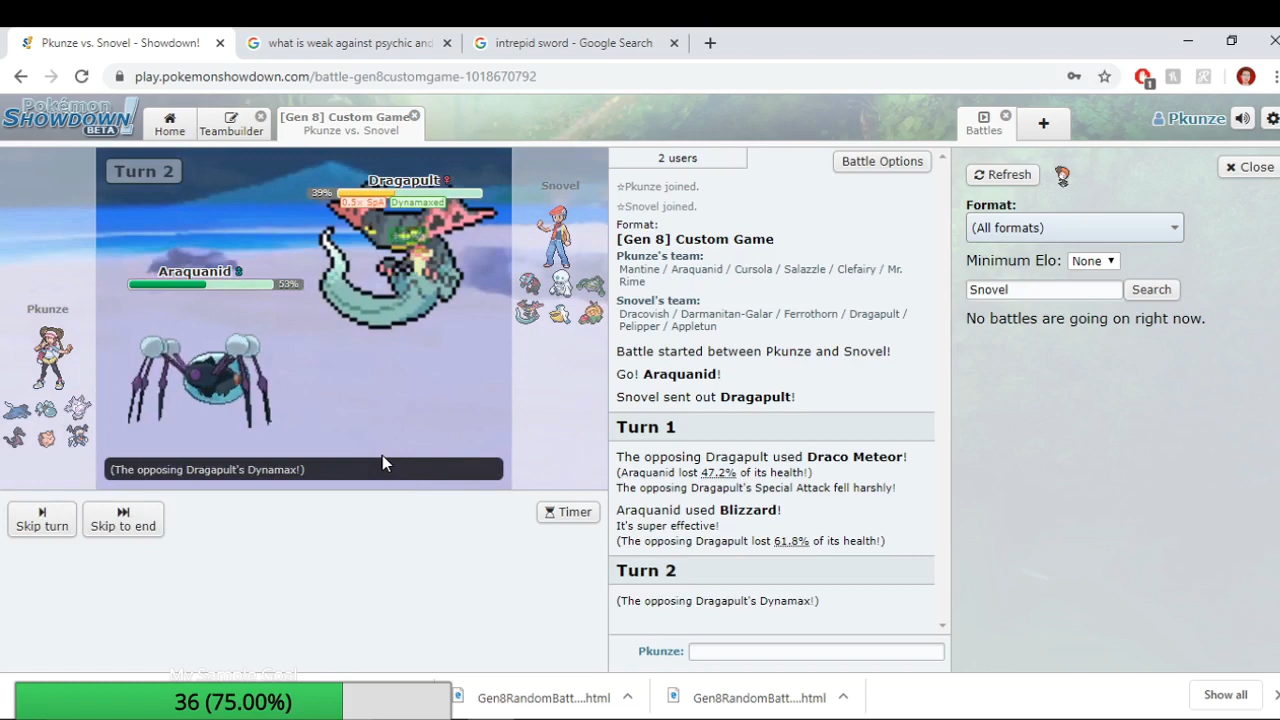 Pkunze vs. Snovel - Showdown!
what is weak against psychic and
intrepid sword - Google Search
play.pokemonshowdown.com/battle-gen8customgame-1018670792
1
Pokémon
SHOWDOWN!
BETA
Home
Teambuilder
[Gen 8] Custom Game
Pkunze vs. Snovel
Battles
Pkunze
Turn 2
Dragapult
39%
0.5x SpA
Dynamaxed
Araquanid
53%
Pkunze
Snovel
(The opposing Dragapult's Dynamax!)
Skip turn
Skip to end
Timer
2 users
Battle Options
☆Pkunze joined.
☆Snovel joined.
Format:
[Gen 8] Custom Game
Pkunze's team:
Mantine / Araquanid / Cursola / Salazzle / Clefairy / Mr.
Rime
Snovel's team:
Dracovish / Darmanitan-Galar / Ferrothorn / Dragapult /
Pelipper / Appletun
Battle started between Pkunze and Snovel!
Go! Araquanid!
Snovel sent out Dragapult!
Turn 1
The opposing Dragapult used Draco Meteor!
(Araquanid lost 47.2% of its health!)
The opposing Dragapult's Special Attack fell harshly!
Araquanid used Blizzard!
It's super effective!
(The opposing Dragapult lost 61.8% of its health!)
Turn 2
(The opposing Dragapult's Dynamax!)
Pkunze:
Refresh
Close
Format:
(All formats)
Minimum Elo: None
Snovel
Search
No battles are going on right now.
My Sample Goal
36 (75.00%)
Gen8RandomBatt....html
Gen8RandomBatt....html
Show all